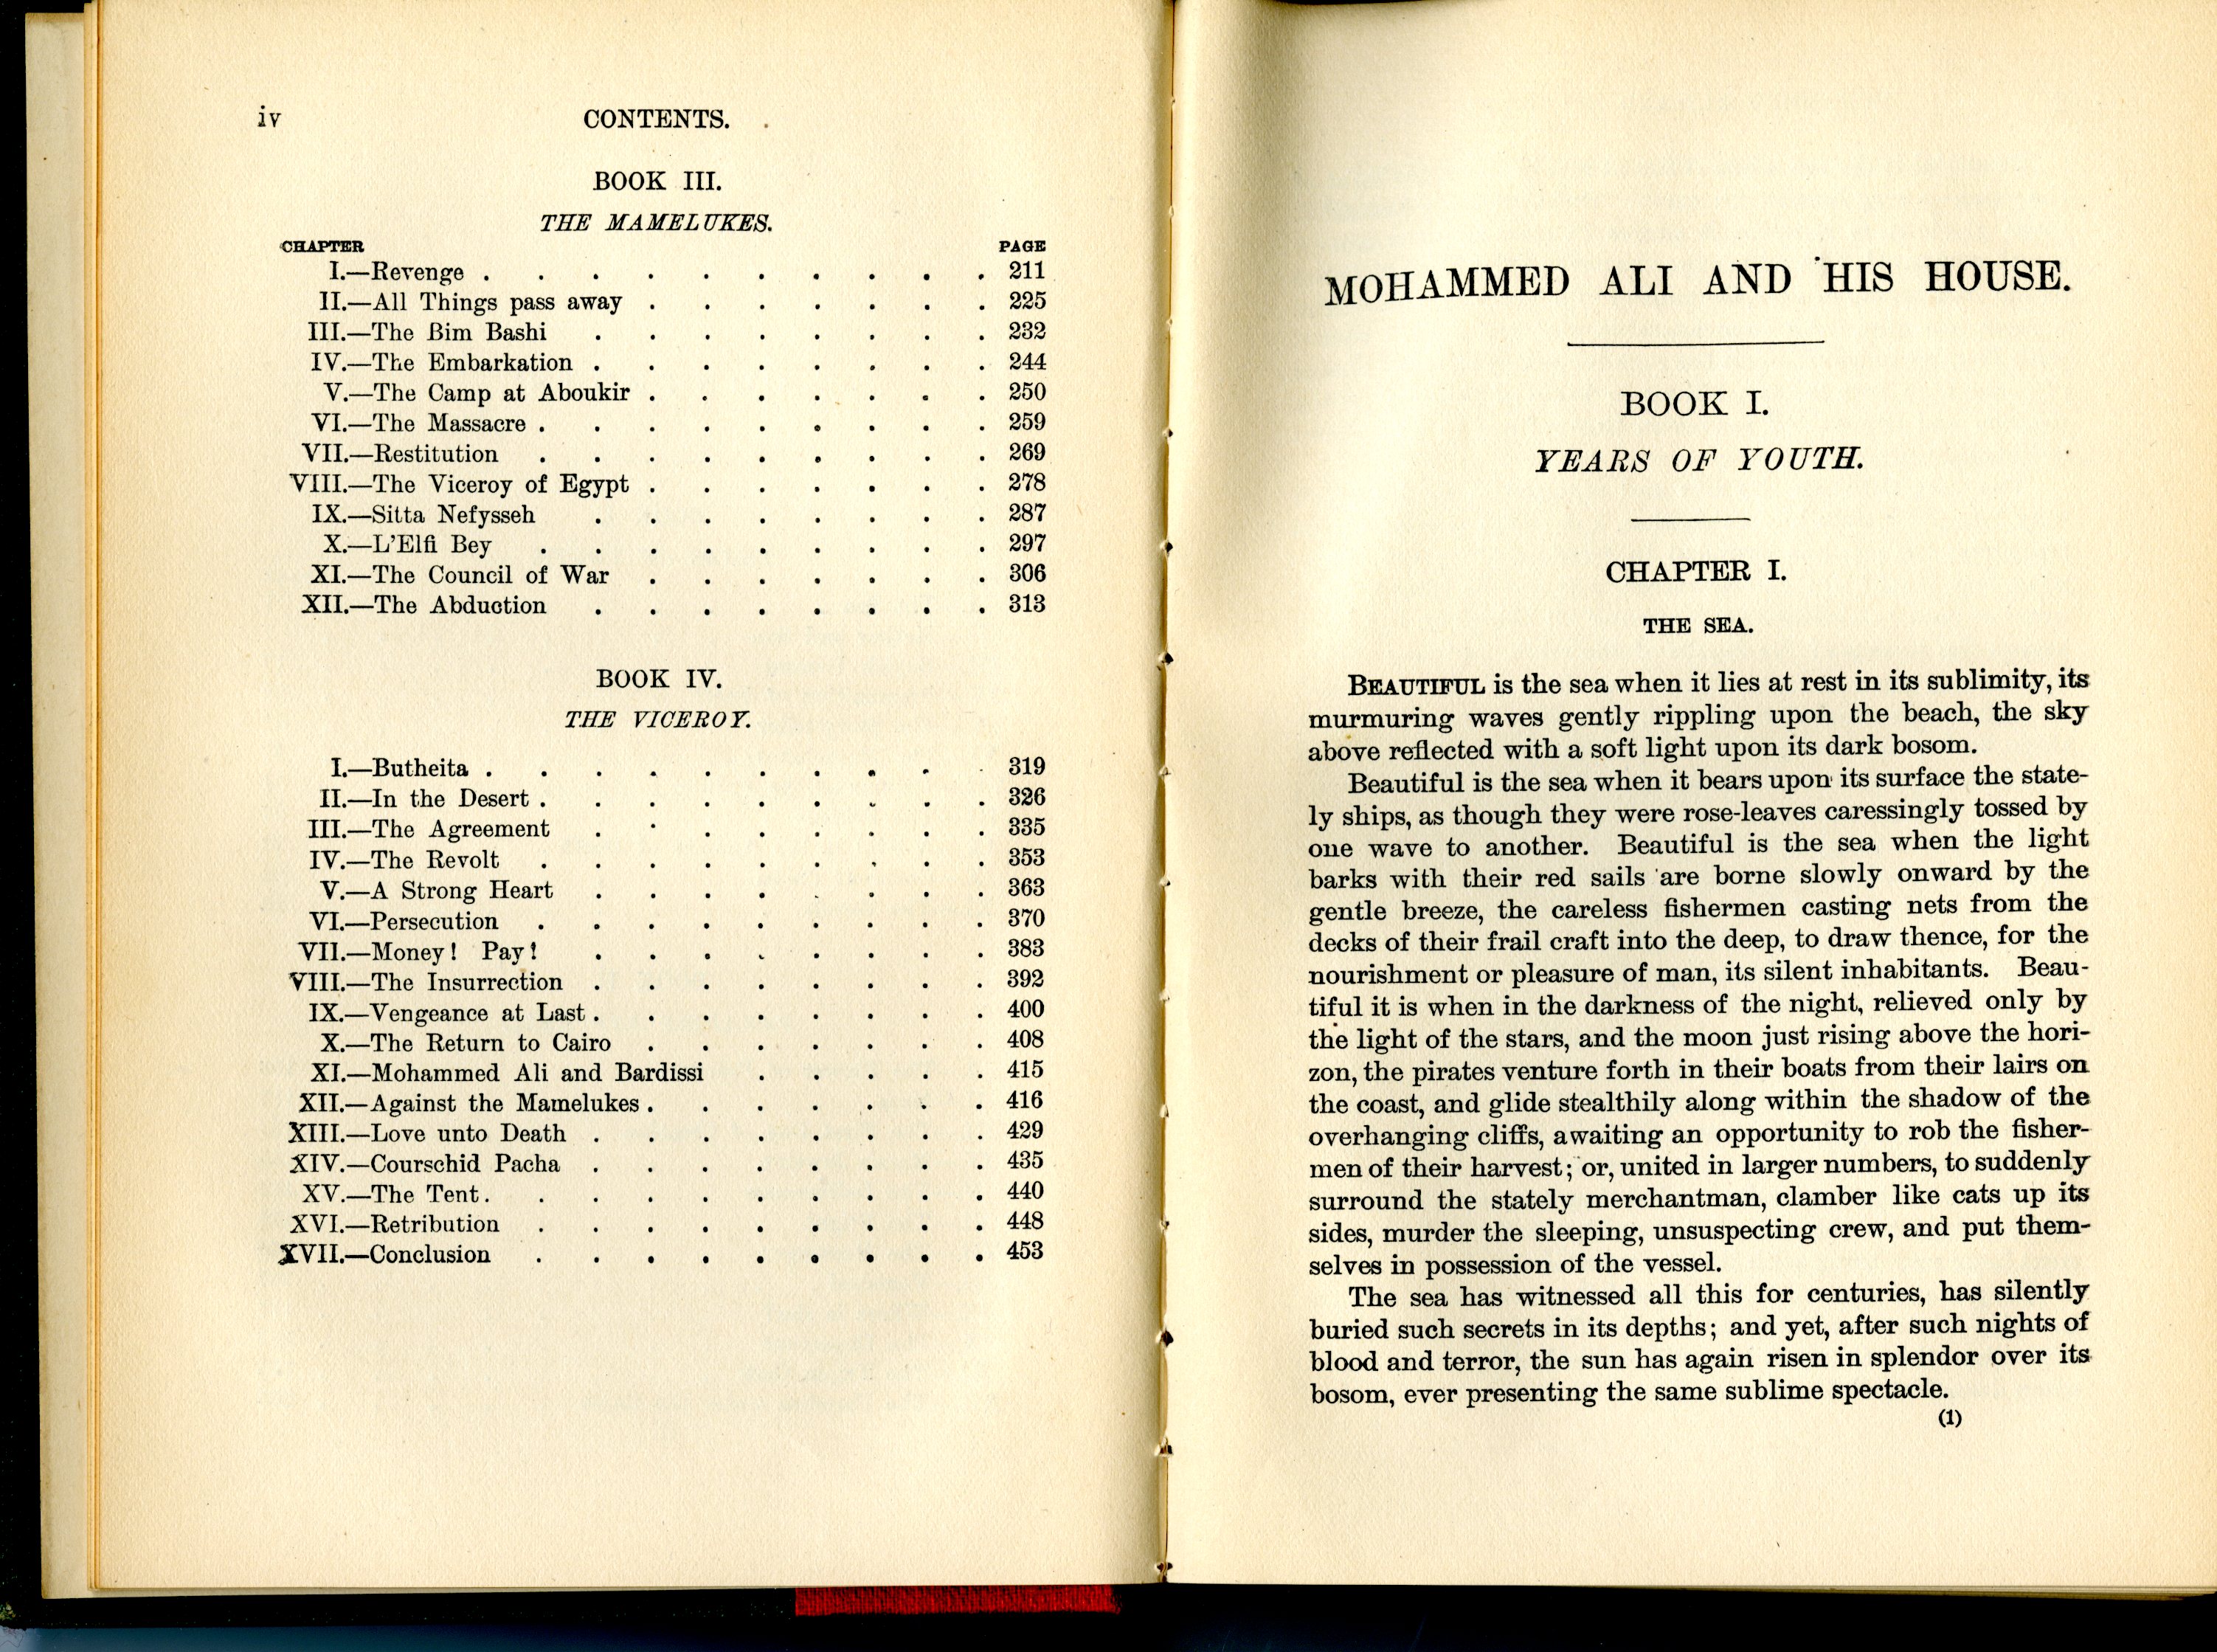 iv CONTENTS.
BOOK III.
THE MAMELUKES.
CHAPTER PAGE
I.—Revenge . . . . . . . . . . 211
II.—All Things pass away . . . . . . . 225
III.—The Bim Bashi . . . . . . . . 232
IV.—The Embarkation . . . . . . . . 244
V.—The Camp at Aboukir . . . . . . . 250
VI.—The Massacre . . . . . . . . . 259
VII.—Restitution . . . . . . . . . 269
VIII.—The Viceroy of Egypt . . . . . . . 278
IX.—Sitta Nefysseh . . . . . . . . 287
X.—L'Elfi Bey . . . . . . . . . 297
XI.—The Council of War . . . . . . . 306
XII.—The Abduction . . . . . . . . 313
BOOK IV.
THE VICEROY.
I.—Butheita . . . . . . . . . . 319
II.—In the Desert . . . . . . . . . 326
III.—The Agreement . . . . . . . . 335
IV.—The Revolt . . . . . . . . . 353
V.—A Strong Heart . . . . . . . . 363
VI.—Persecution . . . . . . . . . 370
VII.—Money! Pay! . . . . . . . . 383
VIII.—The Insurrection . . . . . . . . 392
IX.—Vengeance at Last . . . . . . . . 400
X.—The Return to Cairo . . . . . . . 408
XI.—Mohammed Ali and Bardissi . . . . . 415
XII.—Against the Mamelukes . . . . . . . 416
XIII.—Love unto Death . . . . . . . . 429
XIV.—Courschid Pacha . . . . . . . . 435
XV.—The Tent . . . . . . . . . . 440
XVI.—Retribution . . . . . . . . . 448
XVII.—Conclusion . . . . . . . . . 453
MOHAMMED ALI AND HIS HOUSE.
BOOK I.
YEARS OF YOUTH.
CHAPTER I.
THE SEA.
BEAUTIFUL is the sea when it lies at rest in its sublimity, its
murmuring waves gently rippling upon the beach, the sky
above reflected with a soft light upon its dark bosom.
Beautiful is the sea when it bears upon its surface the state-
ly ships, as though they were rose-leaves caressingly tossed by
one wave to another. Beautiful is the sea when the light
barks with their red sails are borne slowly onward by the
gentle breeze, the careless fishermen casting nets from the
decks of their frail craft into the deep, to draw thence, for the
nourishment or pleasure of man, its silent inhabitants. Beau-
tiful it is when in the darkness of the night, relieved only by
the light of the stars, and the moon just rising above the hori-
zon, the pirates venture forth in their boats from their lairs on
the coast, and glide stealthily along within the shadow of the
overhanging cliffs, awaiting an opportunity to rob the fisher-
men of their harvest; or, united in larger numbers, to suddenly
surround the stately merchantman, clamber like cats up its
sides, murder the sleeping, unsuspecting crew, and put them-
selves in possession of the vessel.
The sea has witnessed all this for centuries, has silently
buried such secrets in its depths; and yet, after such nights of
blood and terror, the sun has again risen in splendor over its
bosom, ever presenting the same sublime spectacle.
(1)